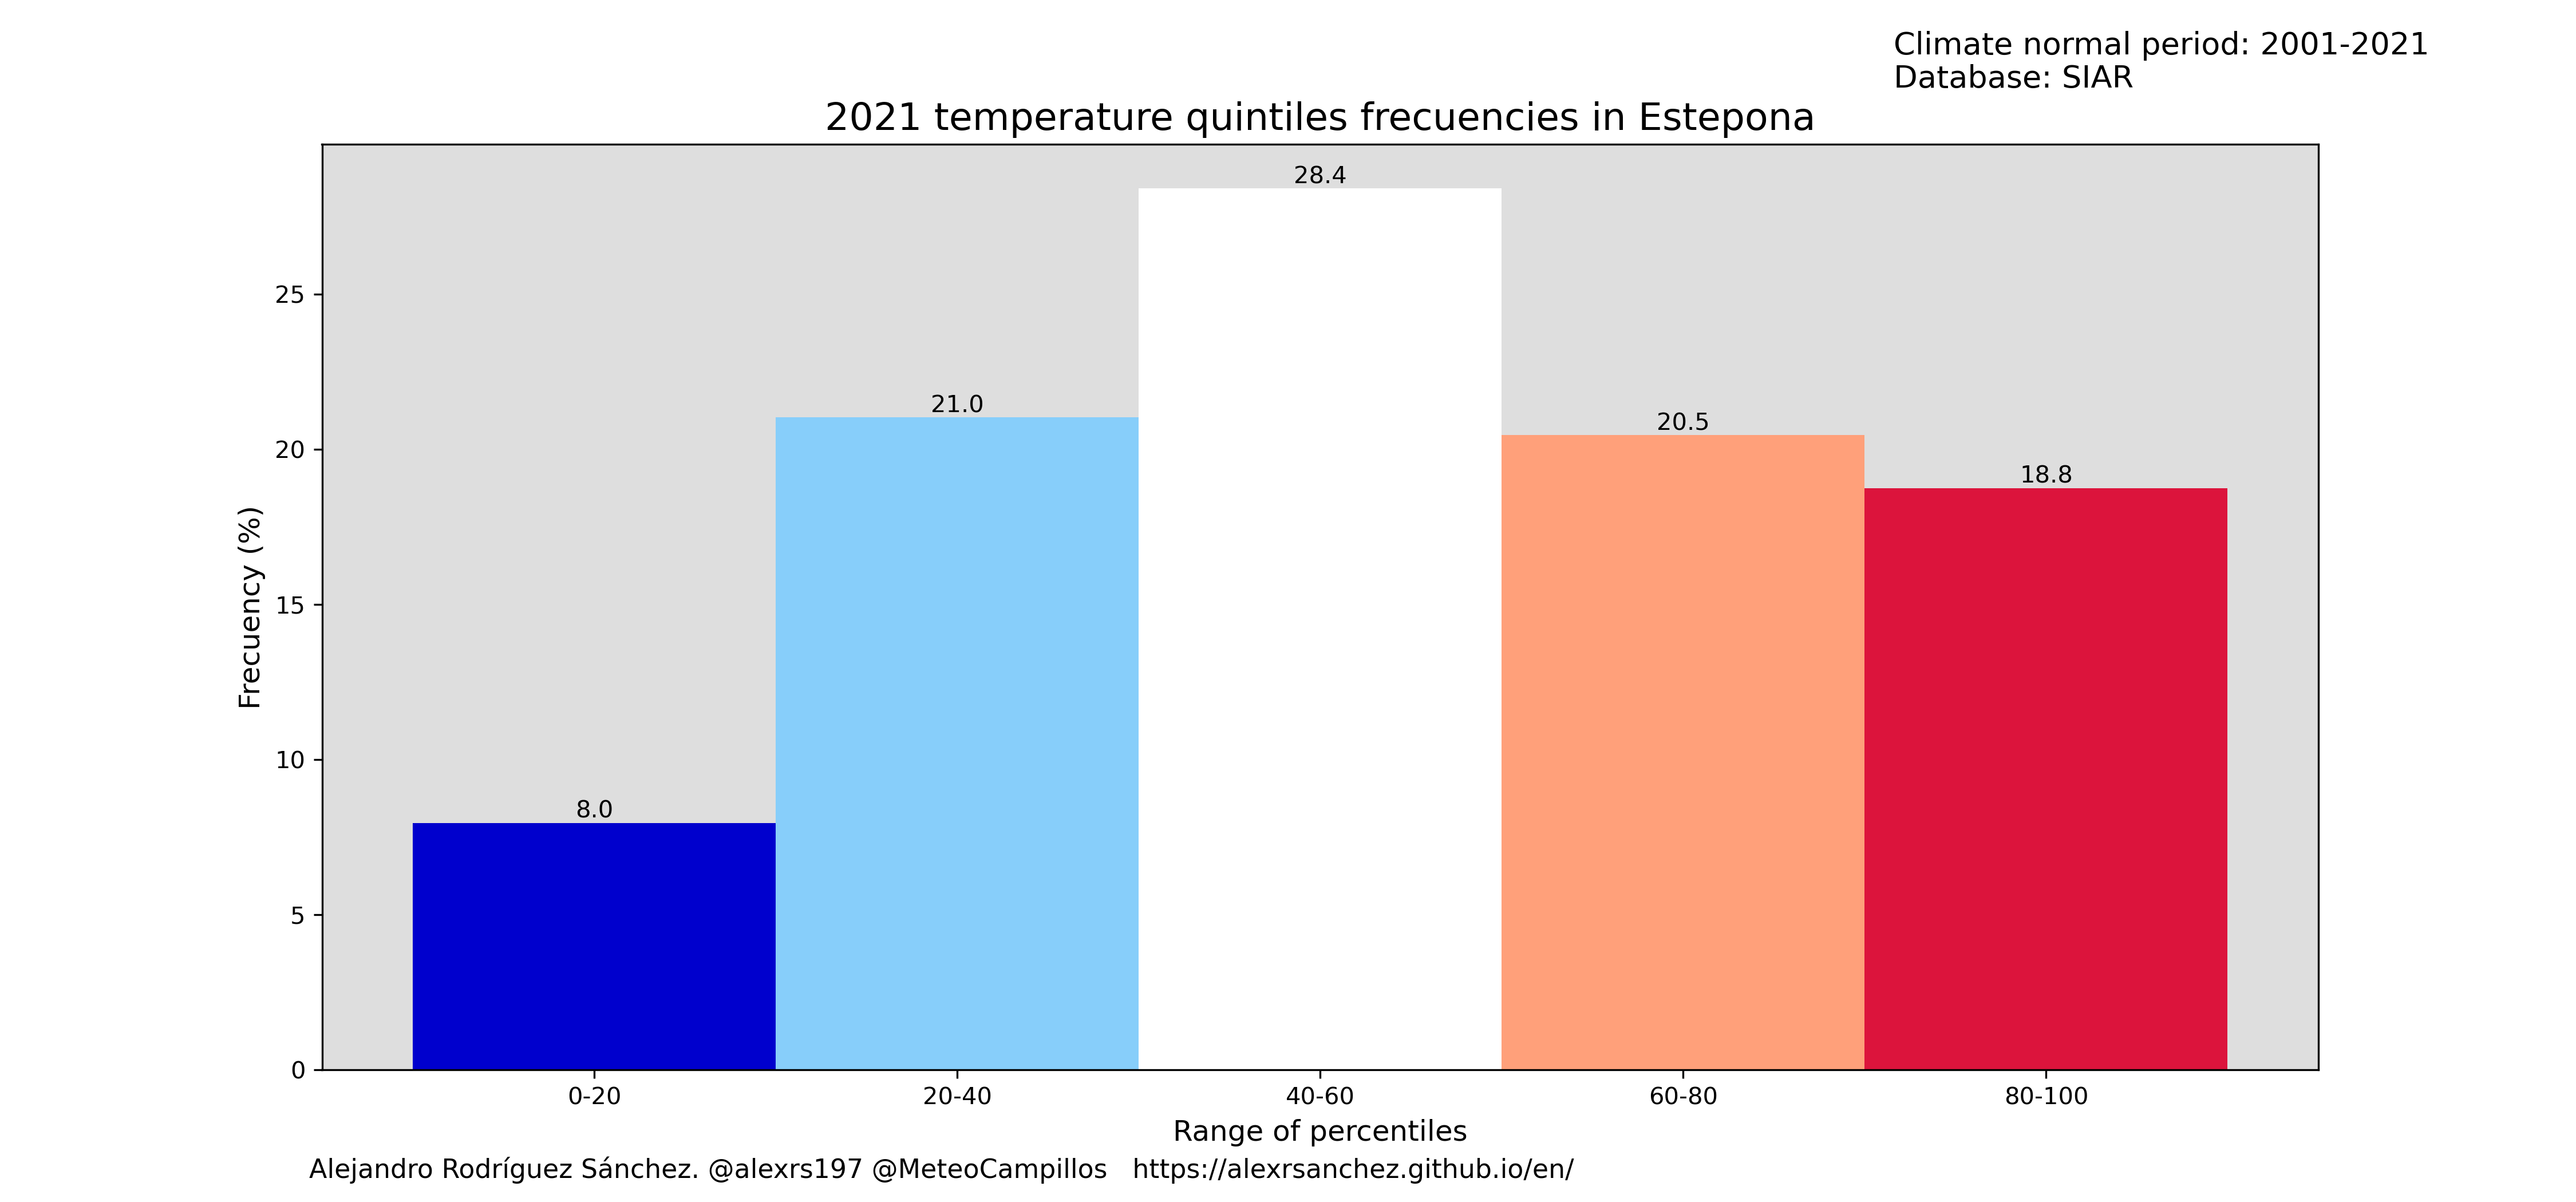 Climate normal period: 2001-2021
Database: SIAR
2021 temperature quintiles frecuencies in Estepona
28.4
25
21.0
20.5
20
18.8
15
Frecuency (%)
10
8.0
5
0
0-20 20-40 40-60 60-80 80-100
Range of percentiles
Alejandro Rodríguez Sánchez. @alexrs197 @MeteoCampillos https://alexrsanchez.github.io/en/